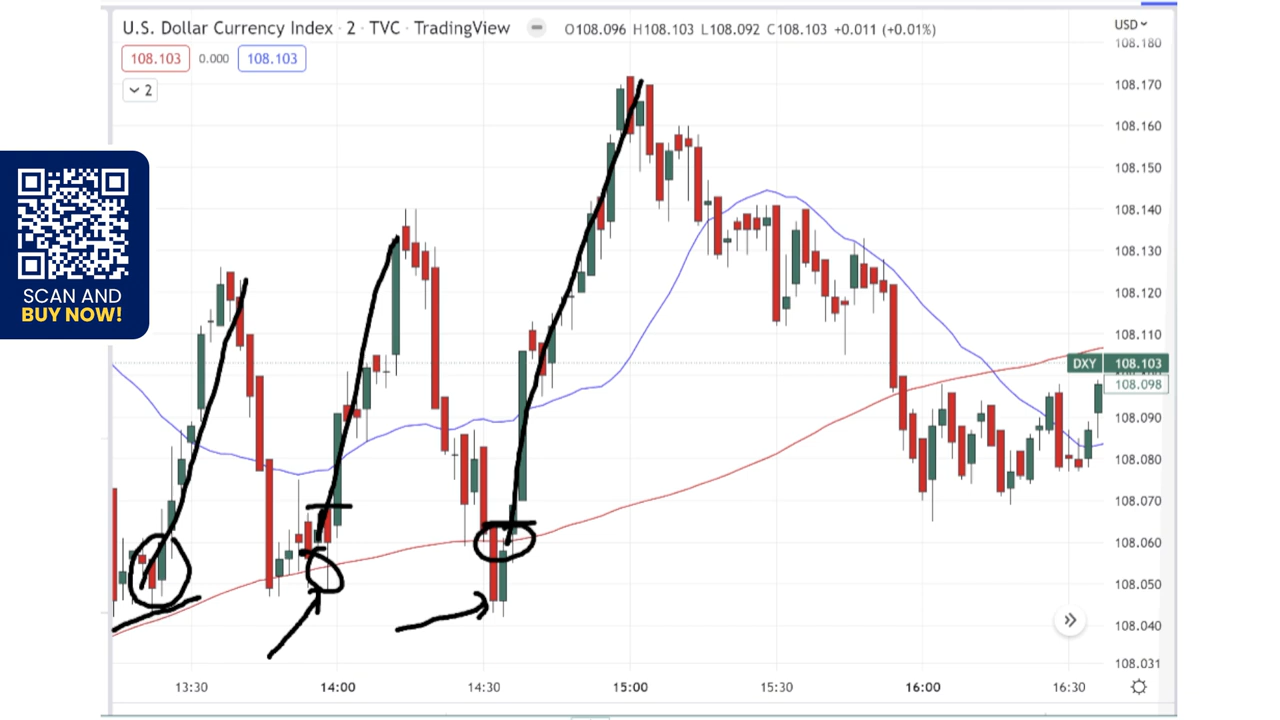 U.S. Dollar Currency Index · 2 · TVC · TradingView O108.096 H108.103 L108.092 C108.103 +0.011 (+0.01%)
USD
108.103 0.000 108.103
2
108.180
108.170
108.160
108.150
108.140
108.130
108.120
108.110
DXY 108.103
108.098
108.090
108.080
108.070
108.060
108.050
108.040
108.031
SCAN AND
BUY NOW!
13:30 14:00 14:30 15:00 15:30 16:00 16:30